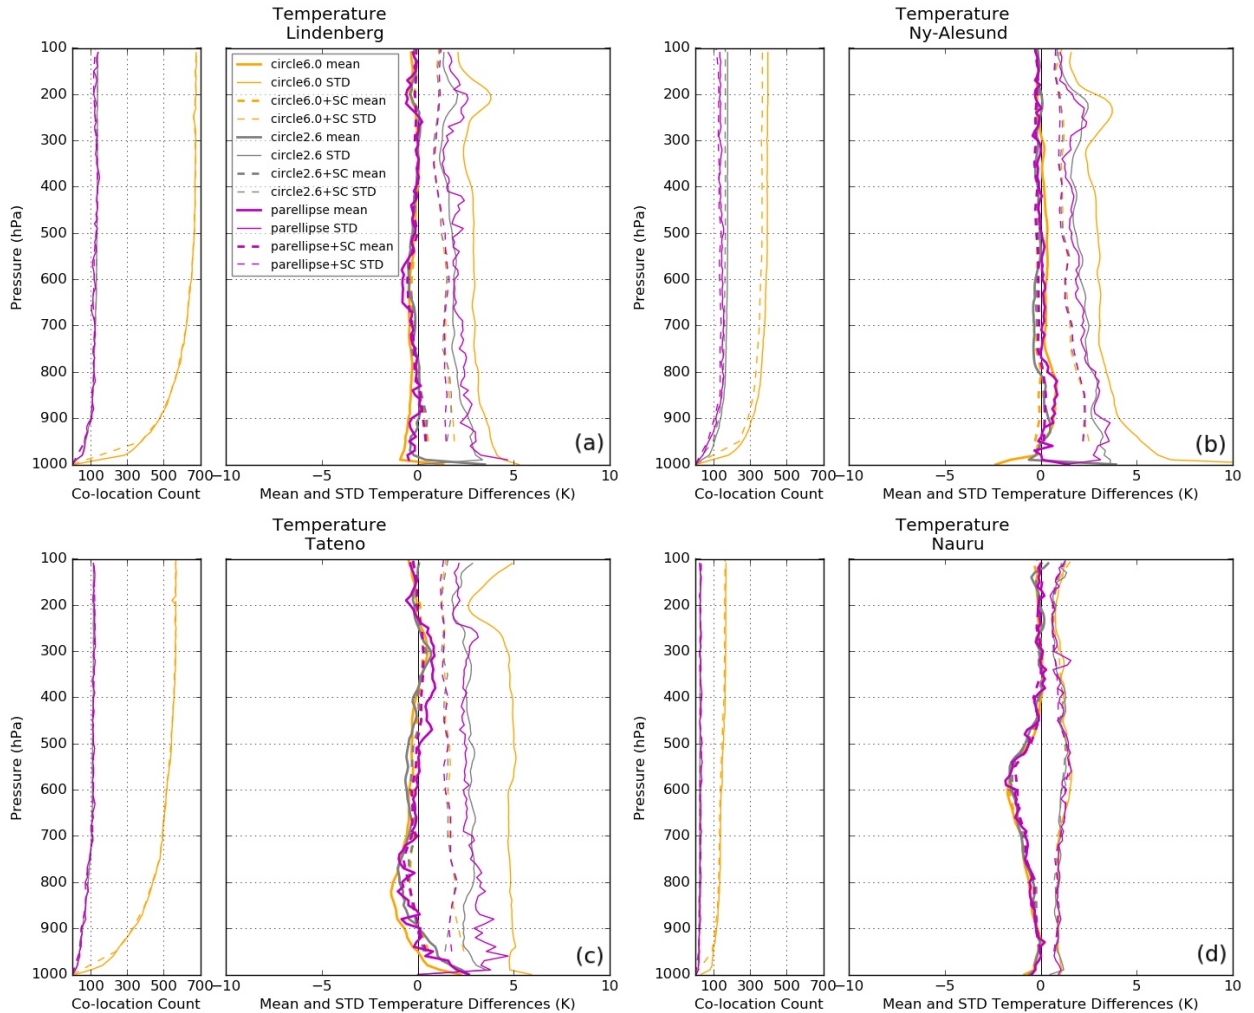 Temperature
Lindenberg
100
200
300
400
500
600
700
800
900
1000
Pressure (hPa)
100 300 500 700
Co-location Count
circle6.0 mean
circle6.0 STD
circle6.0+SC mean
circle6.0+SC STD
circle2.6 mean
circle2.6 STD
circle2.6+SC mean
circle2.6+SC STD
parellipse mean
parellipse STD
parellipse+SC mean
parellipse+SC STD
(a)
−10 −5 0 5 10
Mean and STD Temperature Differences (K)
Temperature
Ny-Alesund
100
200
300
400
500
600
700
800
900
1000
Pressure (hPa)
100 300 500 700
Co-location Count
(b)
−10 −5 0 5 10
Mean and STD Temperature Differences (K)
Temperature
Tateno
100
200
300
400
500
600
700
800
900
1000
Pressure (hPa)
100 300 500 700
Co-location Count
(c)
−10 −5 0 5 10
Mean and STD Temperature Differences (K)
Temperature
Nauru
100
200
300
400
500
600
700
800
900
1000
Pressure (hPa)
100 300 500 700
Co-location Count
(d)
−10 −5 0 5 10
Mean and STD Temperature Differences (K)